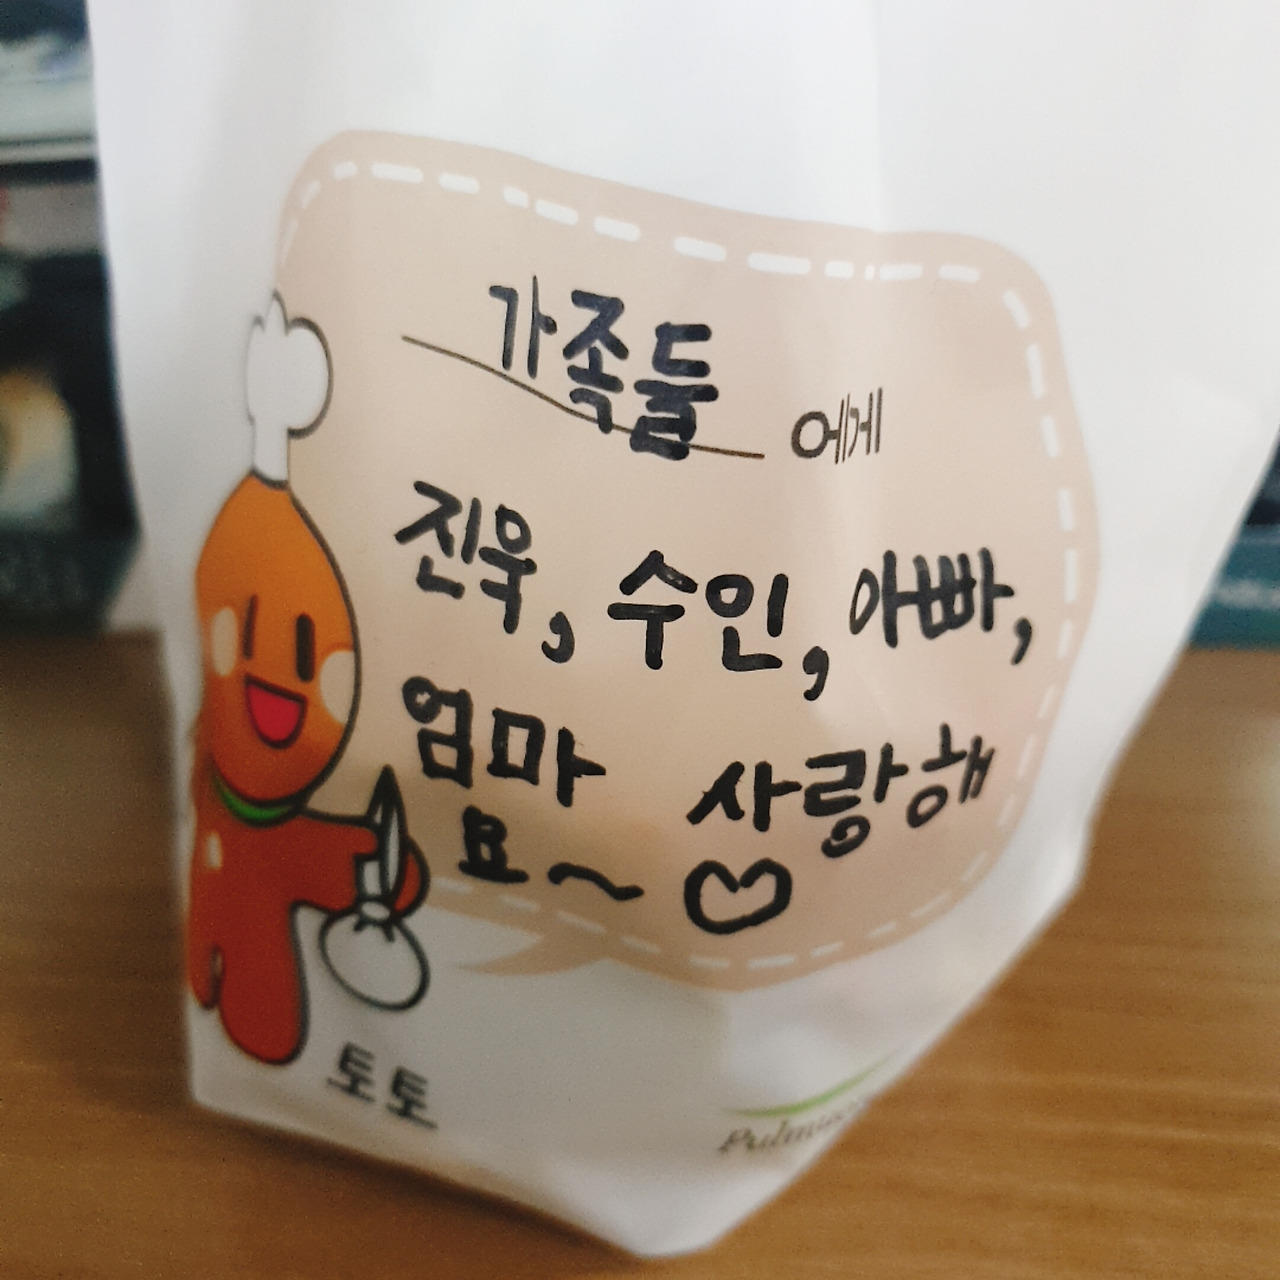 가족들 에게
진욱, 수인, 아빠,
엄마 사랑해
요~ ♡
토토